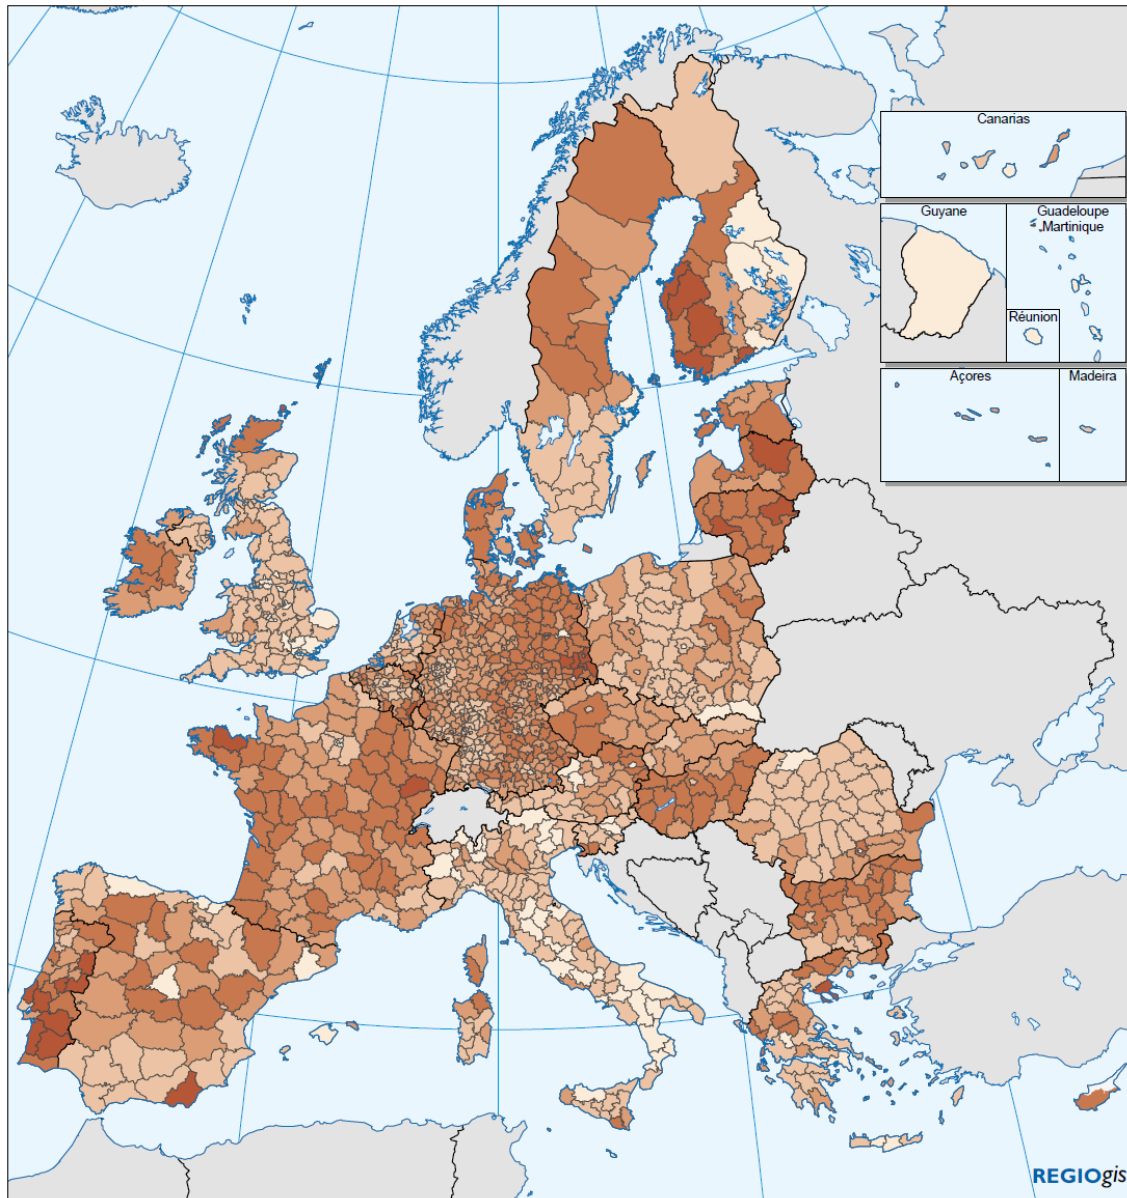 Canarias
Guyane
Guadeloupe
Martinique
Réunion
Açores
Madeira
REGIOgis